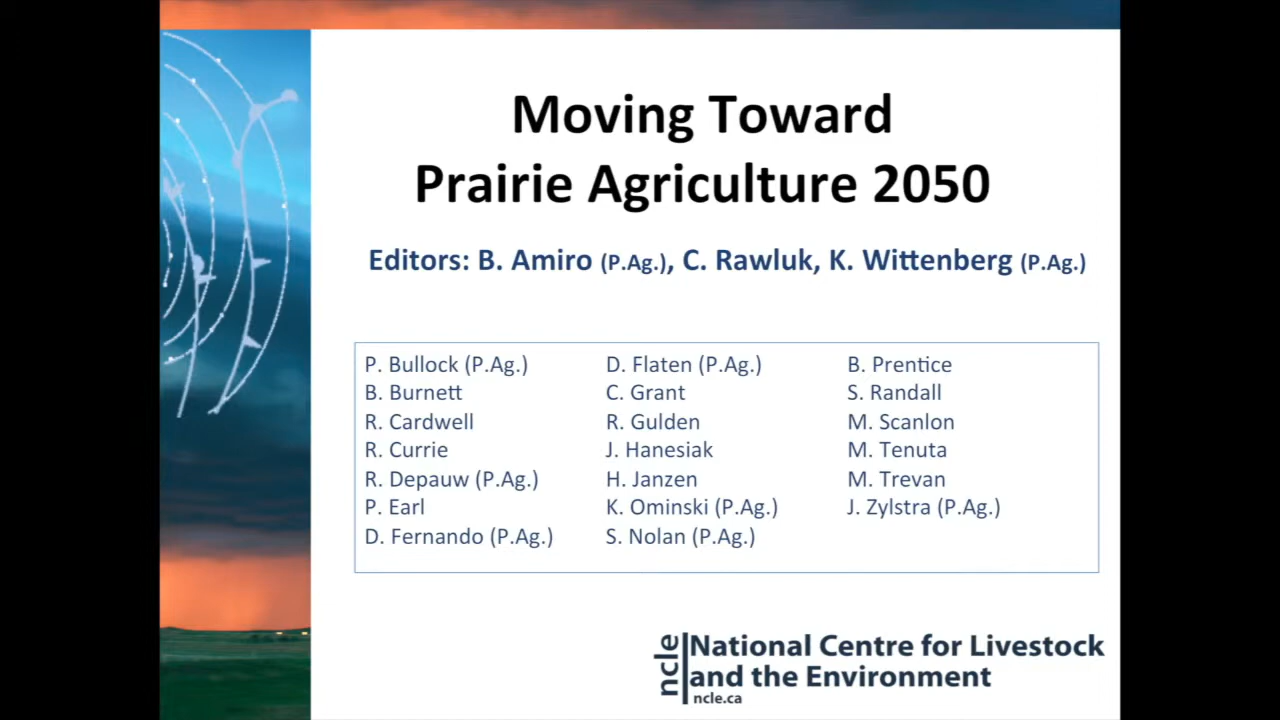 Moving Toward
Prairie Agriculture 2050
Editors: B. Amiro (P.Ag.), C. Rawluk, K. Wittenberg (P.Ag.)
P. Bullock (P.Ag.)
B. Burnett
R. Cardwell
R. Currie
R. Depauw (P.Ag.)
P. Earl
D. Fernando (P.Ag.)
D. Flaten (P.Ag.)
C. Grant
R. Gulden
J. Hanesiak
H. Janzen
K. Ominski (P.Ag.)
S. Nolan (P.Ag.)
B. Prentice
S. Randall
M. Scanlon
M. Tenuta
M. Trevan
J. Zylstra (P.Ag.)
ncle
National Centre for Livestock
and the Environment
ncle.ca